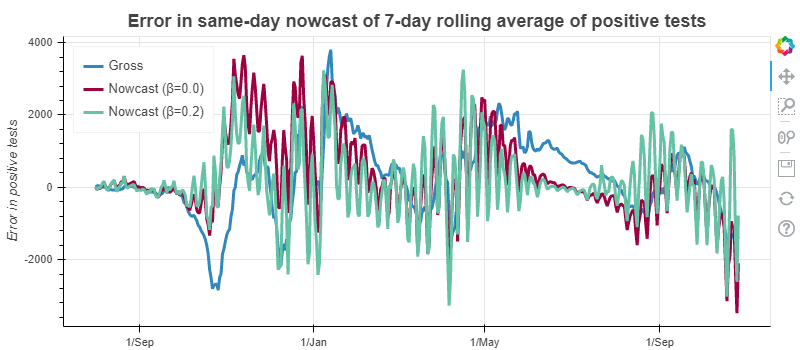 Error in same-day nowcast of 7-day rolling average of positive tests
Gross
Nowcast (β=0.0)
Nowcast (β=0.2)
Error in positive tests
4000
2000
0
-2000
1/Sep
1/Jan
1/May
1/Sep